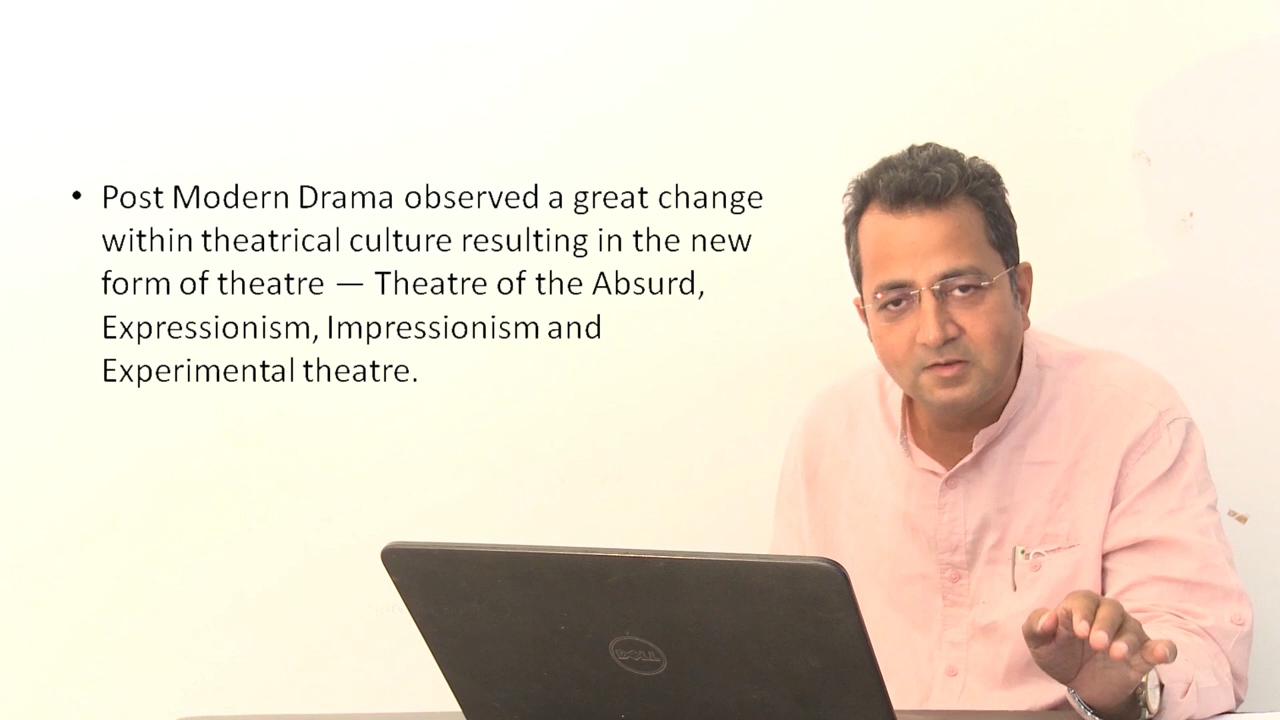 • Post Modern Drama observed a great change
within theatrical culture resulting in the new
form of theatre — Theatre of the Absurd,
Expressionism, Impressionism and
Experimental theatre.
DELL